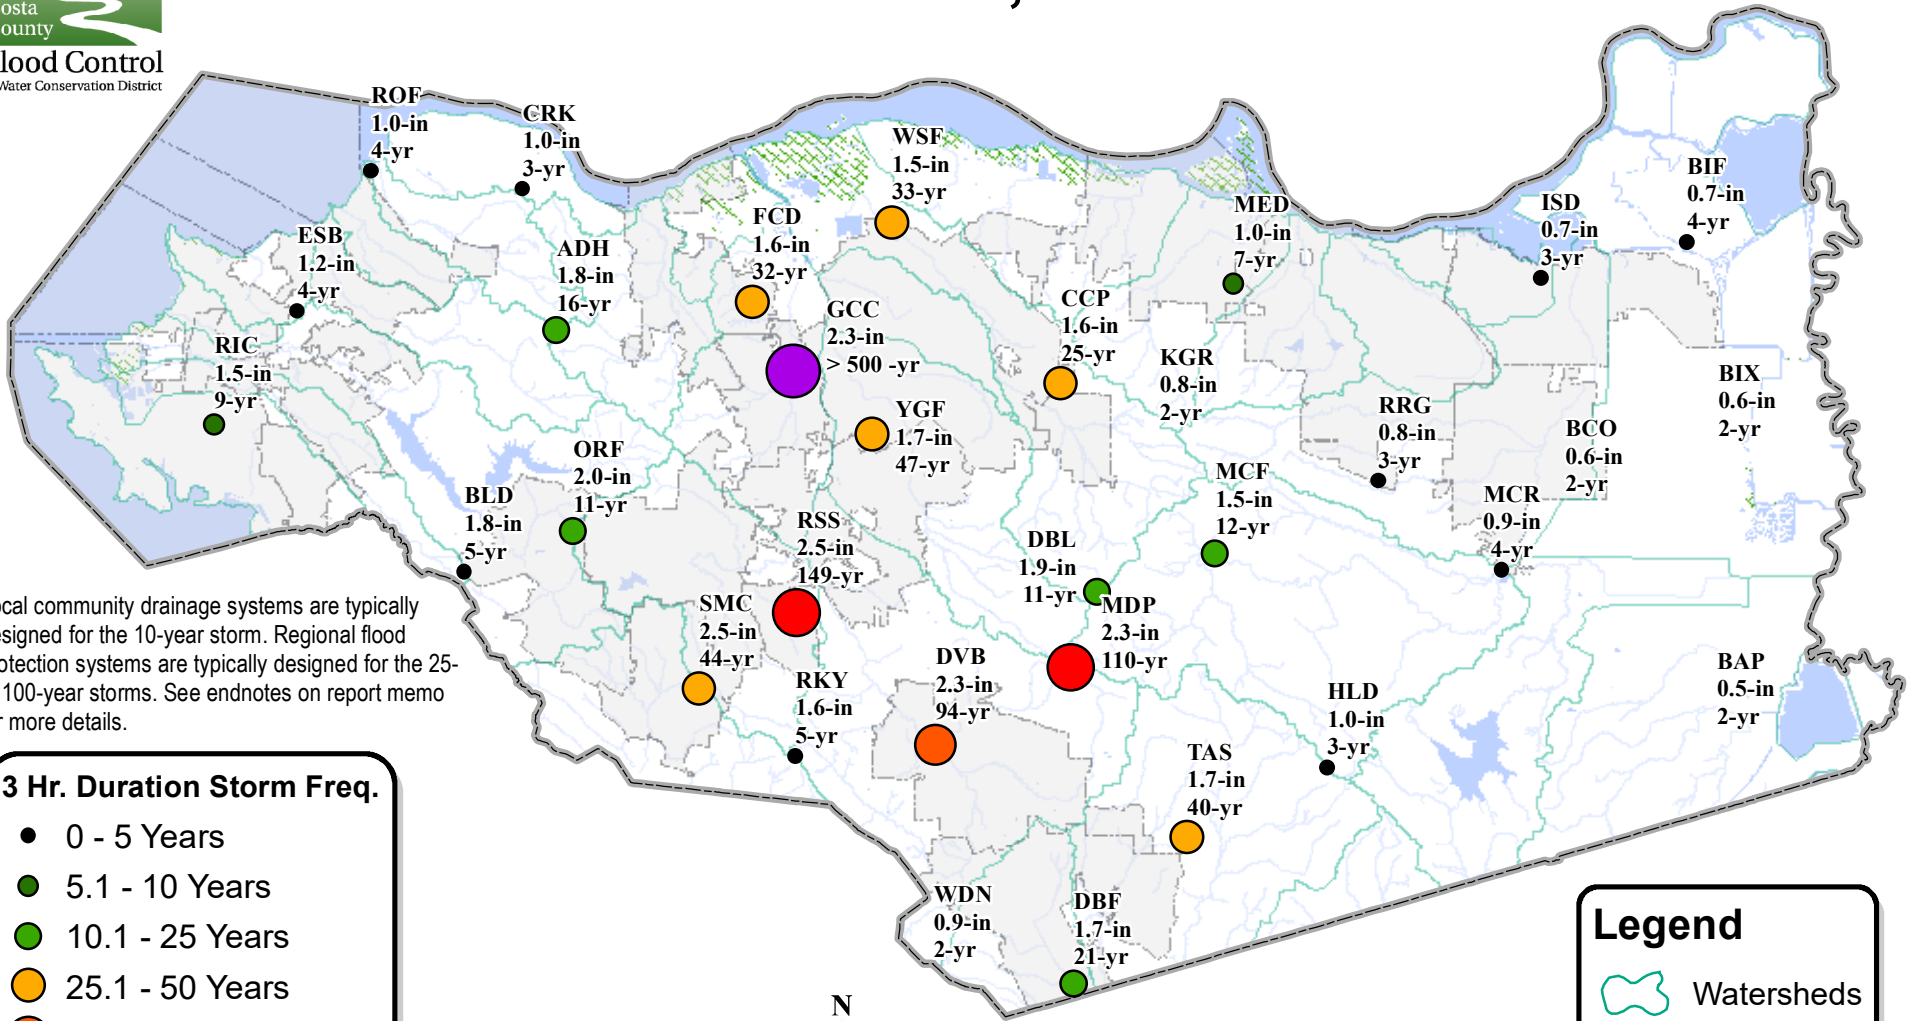 osta
ounty
lood Control
Water Conservation District
ROF
1.0-in
4-yr
CRK
1.0-in
3-yr
WSF
1.5-in
33-yr
BIF
0.7-in
4-yr
ISD
0.7-in
3-yr
MED
1.0-in
7-yr
FCD
1.6-in
32-yr
ESB
1.2-in
4-yr
ADH
1.8-in
16-yr
GCC
2.3-in
> 500 -yr
CCP
1.6-in
25-yr
RIC
1.5-in
9-yr
KGR
0.8-in
2-yr
BIX
0.6-in
2-yr
YGF
1.7-in
47-yr
RRG
0.8-in
3-yr
BCO
0.6-in
2-yr
ORF
2.0-in
11-yr
MCF
1.5-in
12-yr
BLD
1.8-in
5-yr
MCR
0.9-in
4-yr
RSS
2.5-in
149-yr
DBL
1.9-in
11-yr
SMC
2.5-in
44-yr
MDP
2.3-in
110-yr
DVB
2.3-in
94-yr
RKY
1.6-in
5-yr
HLD
1.0-in
3-yr
BAP
0.5-in
2-yr
TAS
1.7-in
40-yr
WDN
0.9-in
2-yr
DBF
1.7-in
21-yr
ocal community drainage systems are typically
esigned for the 10-year storm. Regional flood
otection systems are typically designed for the 25-
100-year storms. See endnotes on report memo
r more details.
3 Hr. Duration Storm Freq.
0 - 5 Years
5.1 - 10 Years
10.1 - 25 Years
25.1 - 50 Years
N
Legend
Watersheds